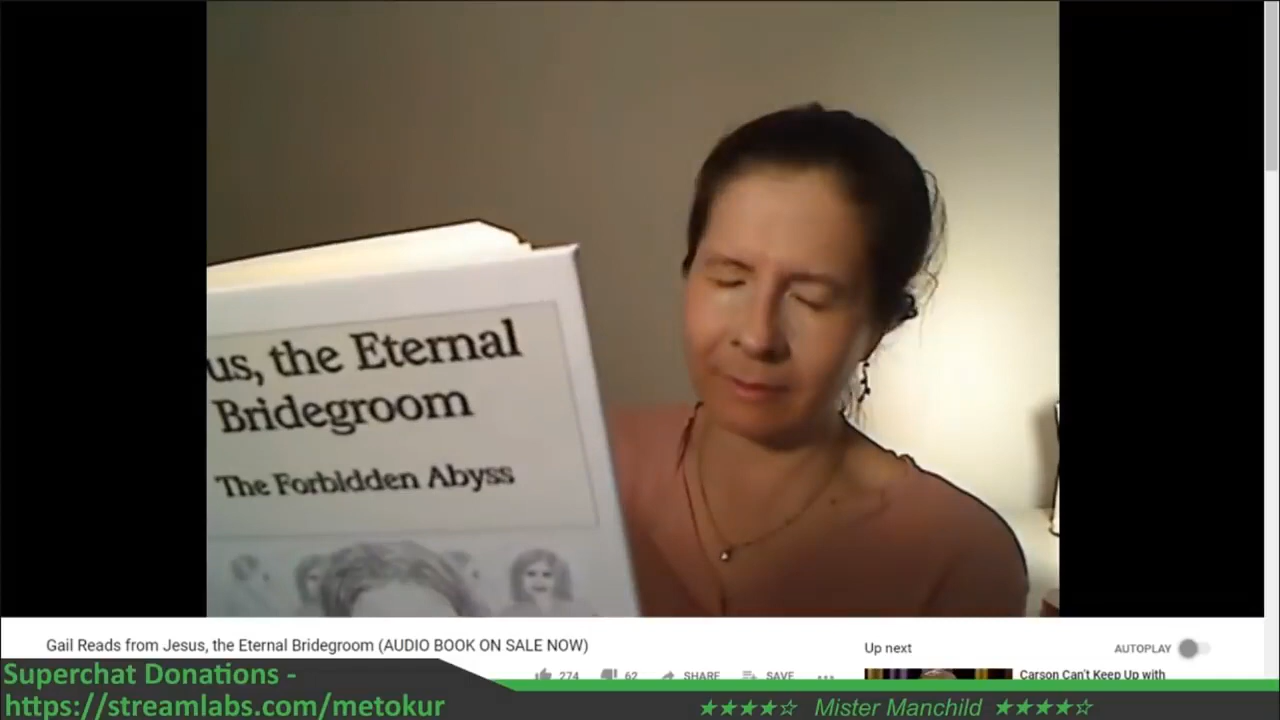 us, the Eternal
Bridegroom
The Forbidden Abyss
Gail Reads from Jesus, the Eternal Bridegroom (AUDIO BOOK ON SALE NOW)
Up next
AUTOPLAY
274
62
SHARE
SAVE
Carson Can't Keep Up with
Superchat Donations -
https://streamlabs.com/metokur
★★★★☆ Mister Manchild ★★★★☆